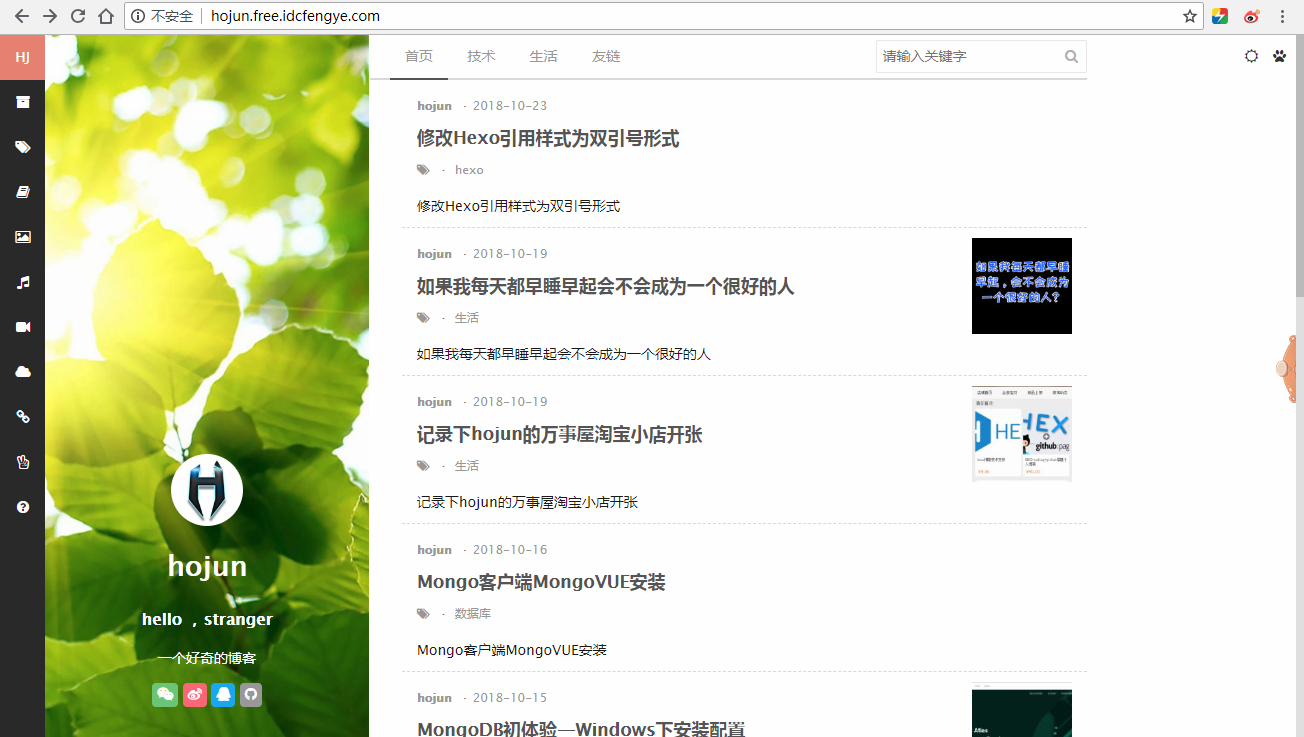 不安全 hojun.free.idcfengye.com
HJ
首页 技术 生活 友链 请输入关键字
hojun · 2018-10-23
修改Hexo引用样式为双引号形式
· hexo
修改Hexo引用样式为双引号形式
hojun · 2018-10-19
如果我每天都早睡早起会不会成为一个很好的人
· 生活
如果我每天都早睡早起会不会成为一个很好的人
如果我每天都早睡
早起，会不会成为
一个很好的人？
hojun · 2018-10-19
记录下hojun的万事屋淘宝小店开张
· 生活
记录下hojun的万事屋淘宝小店开张
HE
HEX
github:pag
hojun · 2018-10-16
Mongo客户端MongoVUE安装
· 数据库
Mongo客户端MongoVUE安装
hojun · 2018-10-15
MongoDB初体验—Windows下安装配置
Atlas
hojun
hello ，stranger
一个好奇的博客